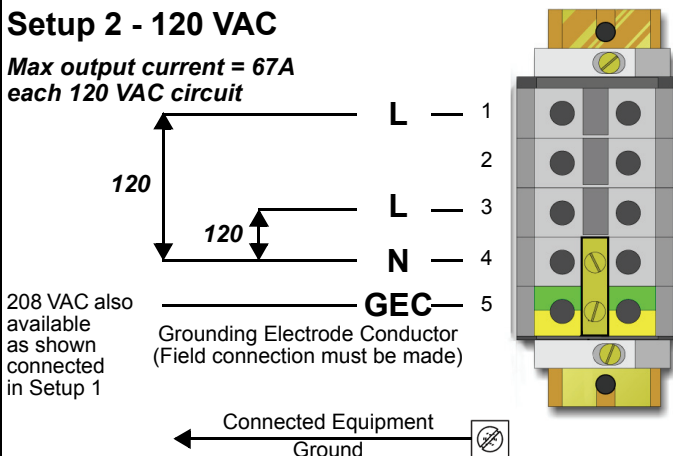 Setup 2 - 120 VAC
Max output current = 67A
each 120 VAC circuit
L 1
120
2
L 3
120
N 4
GEC 5
208 VAC also
available
as shown
connected
in Setup 1
Grounding Electrode Conductor
(Field connection must be made)
Connected Equipment
Ground